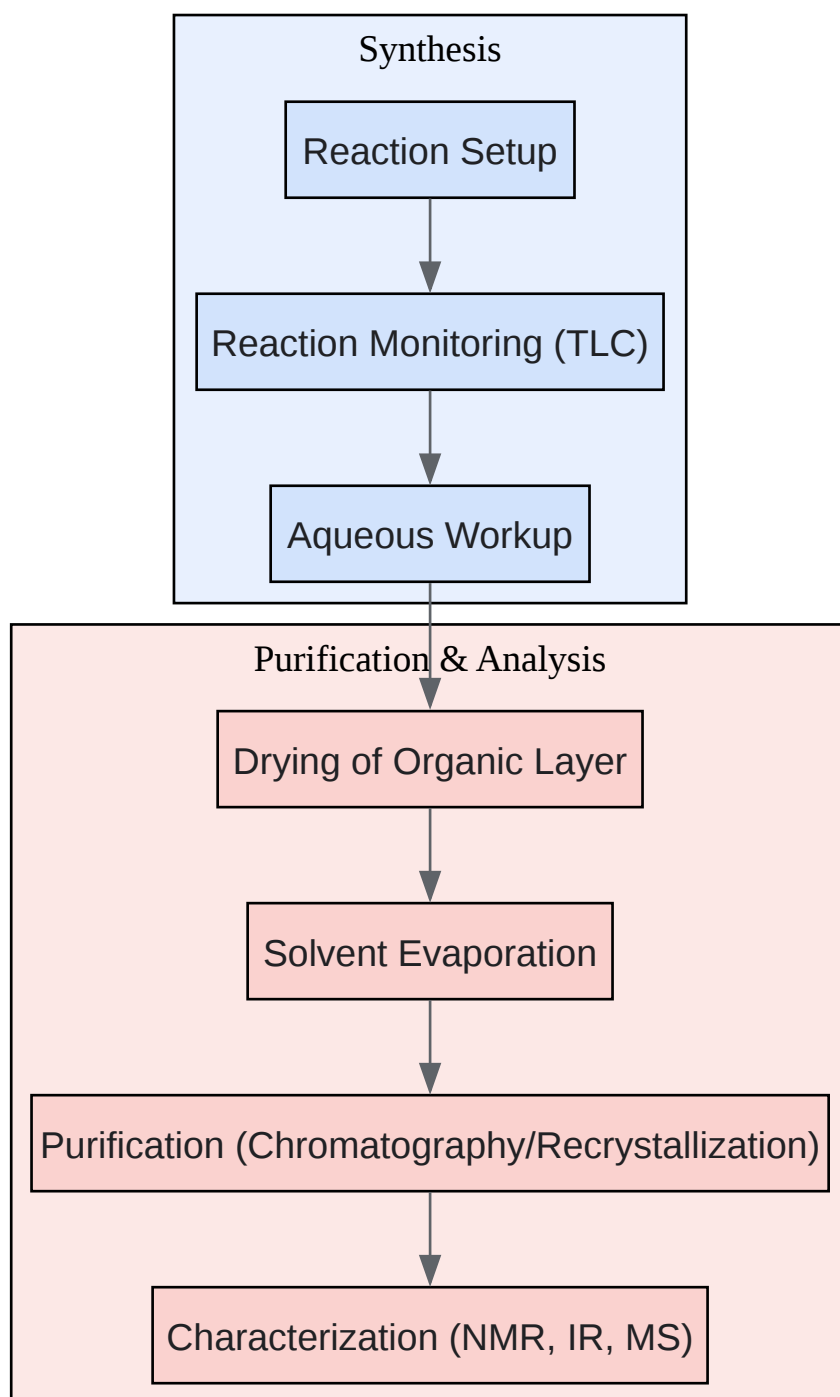 Synthesis
Reaction Setup
Reaction Monitoring (TLC)
Aqueous Workup
Purification & Analysis
Drying of Organic Layer
Solvent Evaporation
Purification (Chromatography/Recrystallization)
Characterization (NMR, IR, MS)